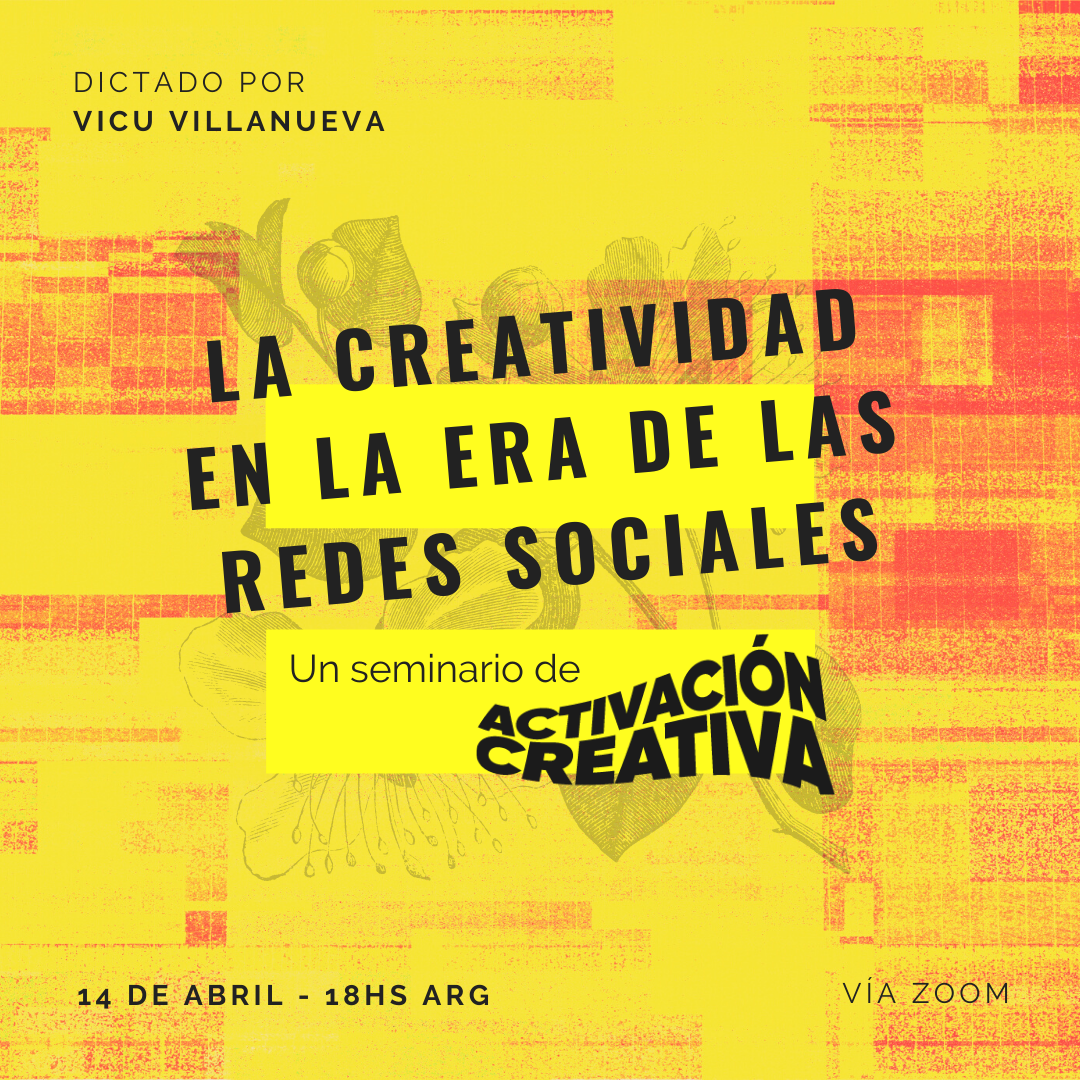 DICTADO POR
VICU VILLANUEVA
LA CREATIVIDAD
EN LA ERA DE LAS
REDES SOCIALES
Un seminario de
ACTIVACIÓN
CREATIVA
14 DE ABRIL - 18HS ARG
VÍA ZOOM